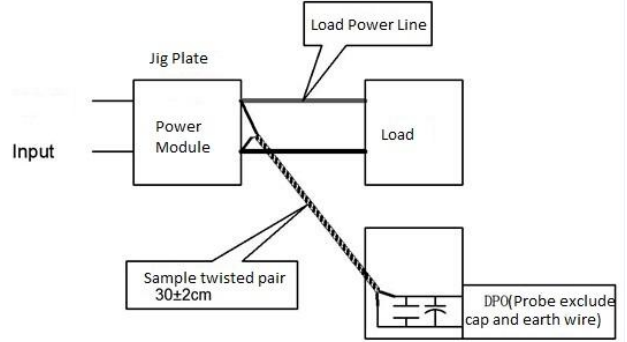 Load Power Line
Jig Plate
Power
Module
Load
Input
Sample twisted pair
30±2cm
DPO(Probe exclude
cap and earth wire)